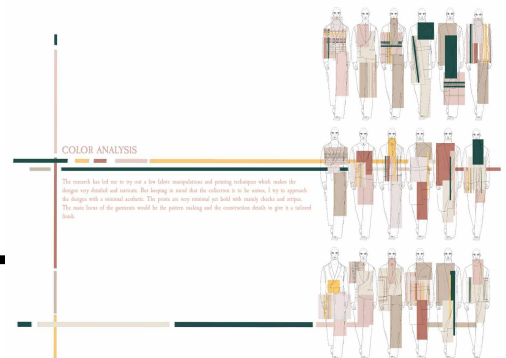 COLOR ANALYSIS
The research has led me to try out a few fabric manipulations and printing techniques which makes the
designs very detailed and intricate. But keeping in mind that the collection is to be somber, I try to approach
the designs with a minimal aesthetic. The prints are very minimal yet bold with mainly checks and stripes.
The main focus of the garments would be the pattern making and the construction details to give it a tailored
finish.